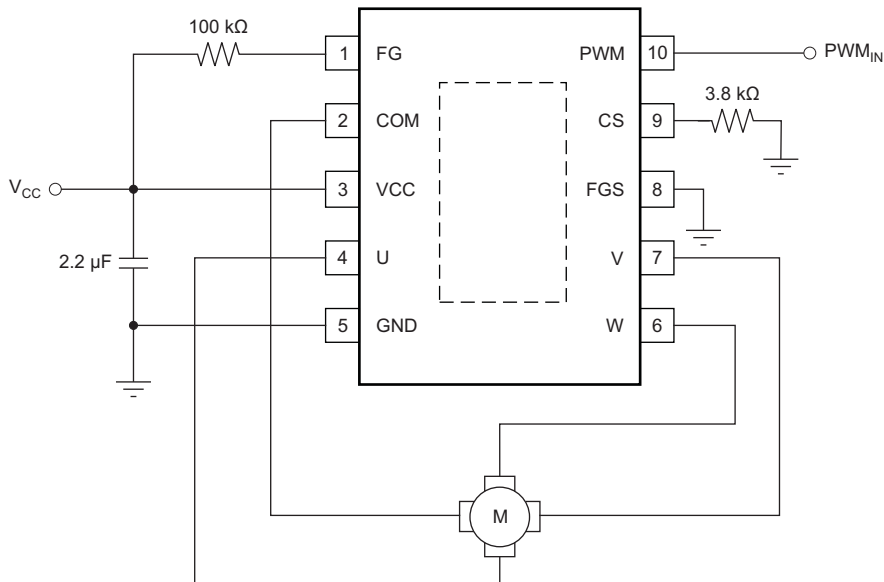 100 kΩ
1 FG PWM 10 PWM_IN
3.8 kΩ
2 COM CS 9
V_CC 3 VCC FGS 8
2.2 µF 4 U V 7
5 GND W 6
M